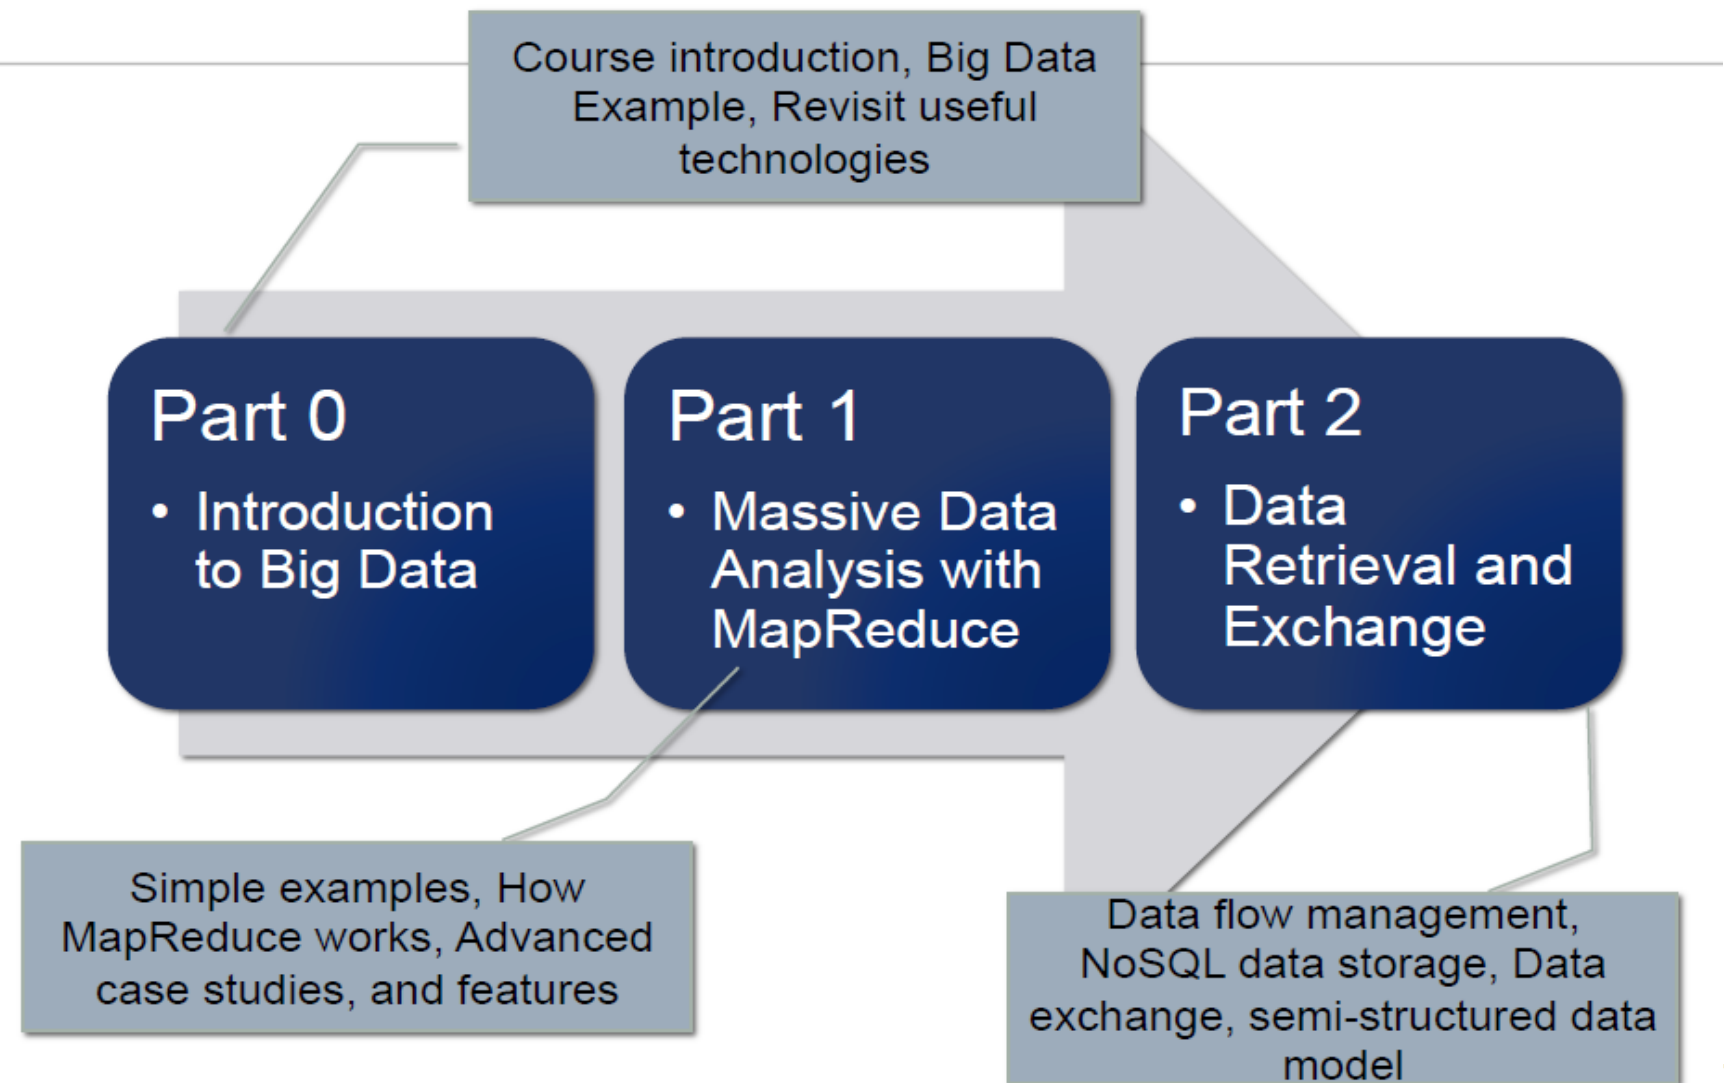 Course introduction, Big Data
Example, Revisit useful
technologies
Part 0
• Introduction
to Big Data
Part 1
• Massive Data
Analysis with
MapReduce
Part 2
• Data
Retrieval and
Exchange
Simple examples, How
MapReduce works, Advanced
case studies, and features
Data flow management,
NoSQL data storage, Data
exchange, semi-structured data
model